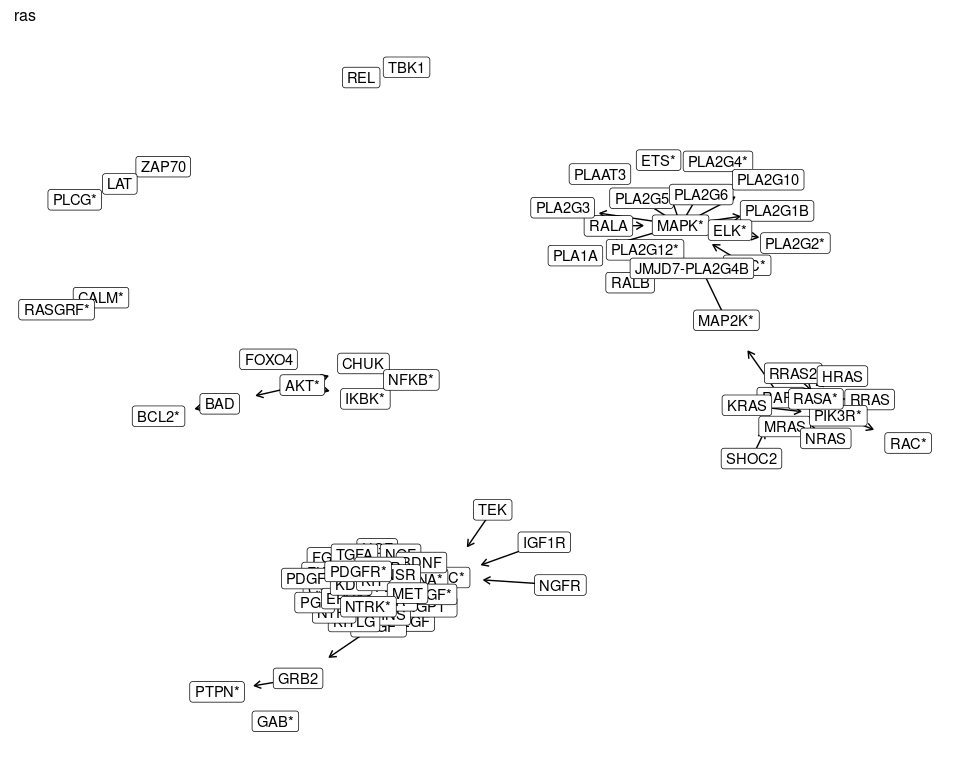 ras
TBK1
REL
ZAP70
LAT
PLCG*
ETS*
PLA2G4*
PLAAT3
PLA2G10
PLA2G6
PLA2G5
PLA2G3
PLA2G1B
RALA
MAPK*
ELK*
PLA2G2*
PLA2G12*
PLA1A
JMJD7-PLA2G4B
RALB
CALM*
RASGRF*
MAP2K*
FOXO4
CHUK
NFKB*
AKT*
IKBK*
BAD
BCL2*
RRAS2
HRAS
RASA*
RRAS
KRAS
PIK3R*
MRAS
NRAS
RAC*
SHOC2
TEK
IGF1R
NGFR
TGFA
BDNF
PDGFR*
MET
NTRK*
GRB2
PTPN*
GAB*